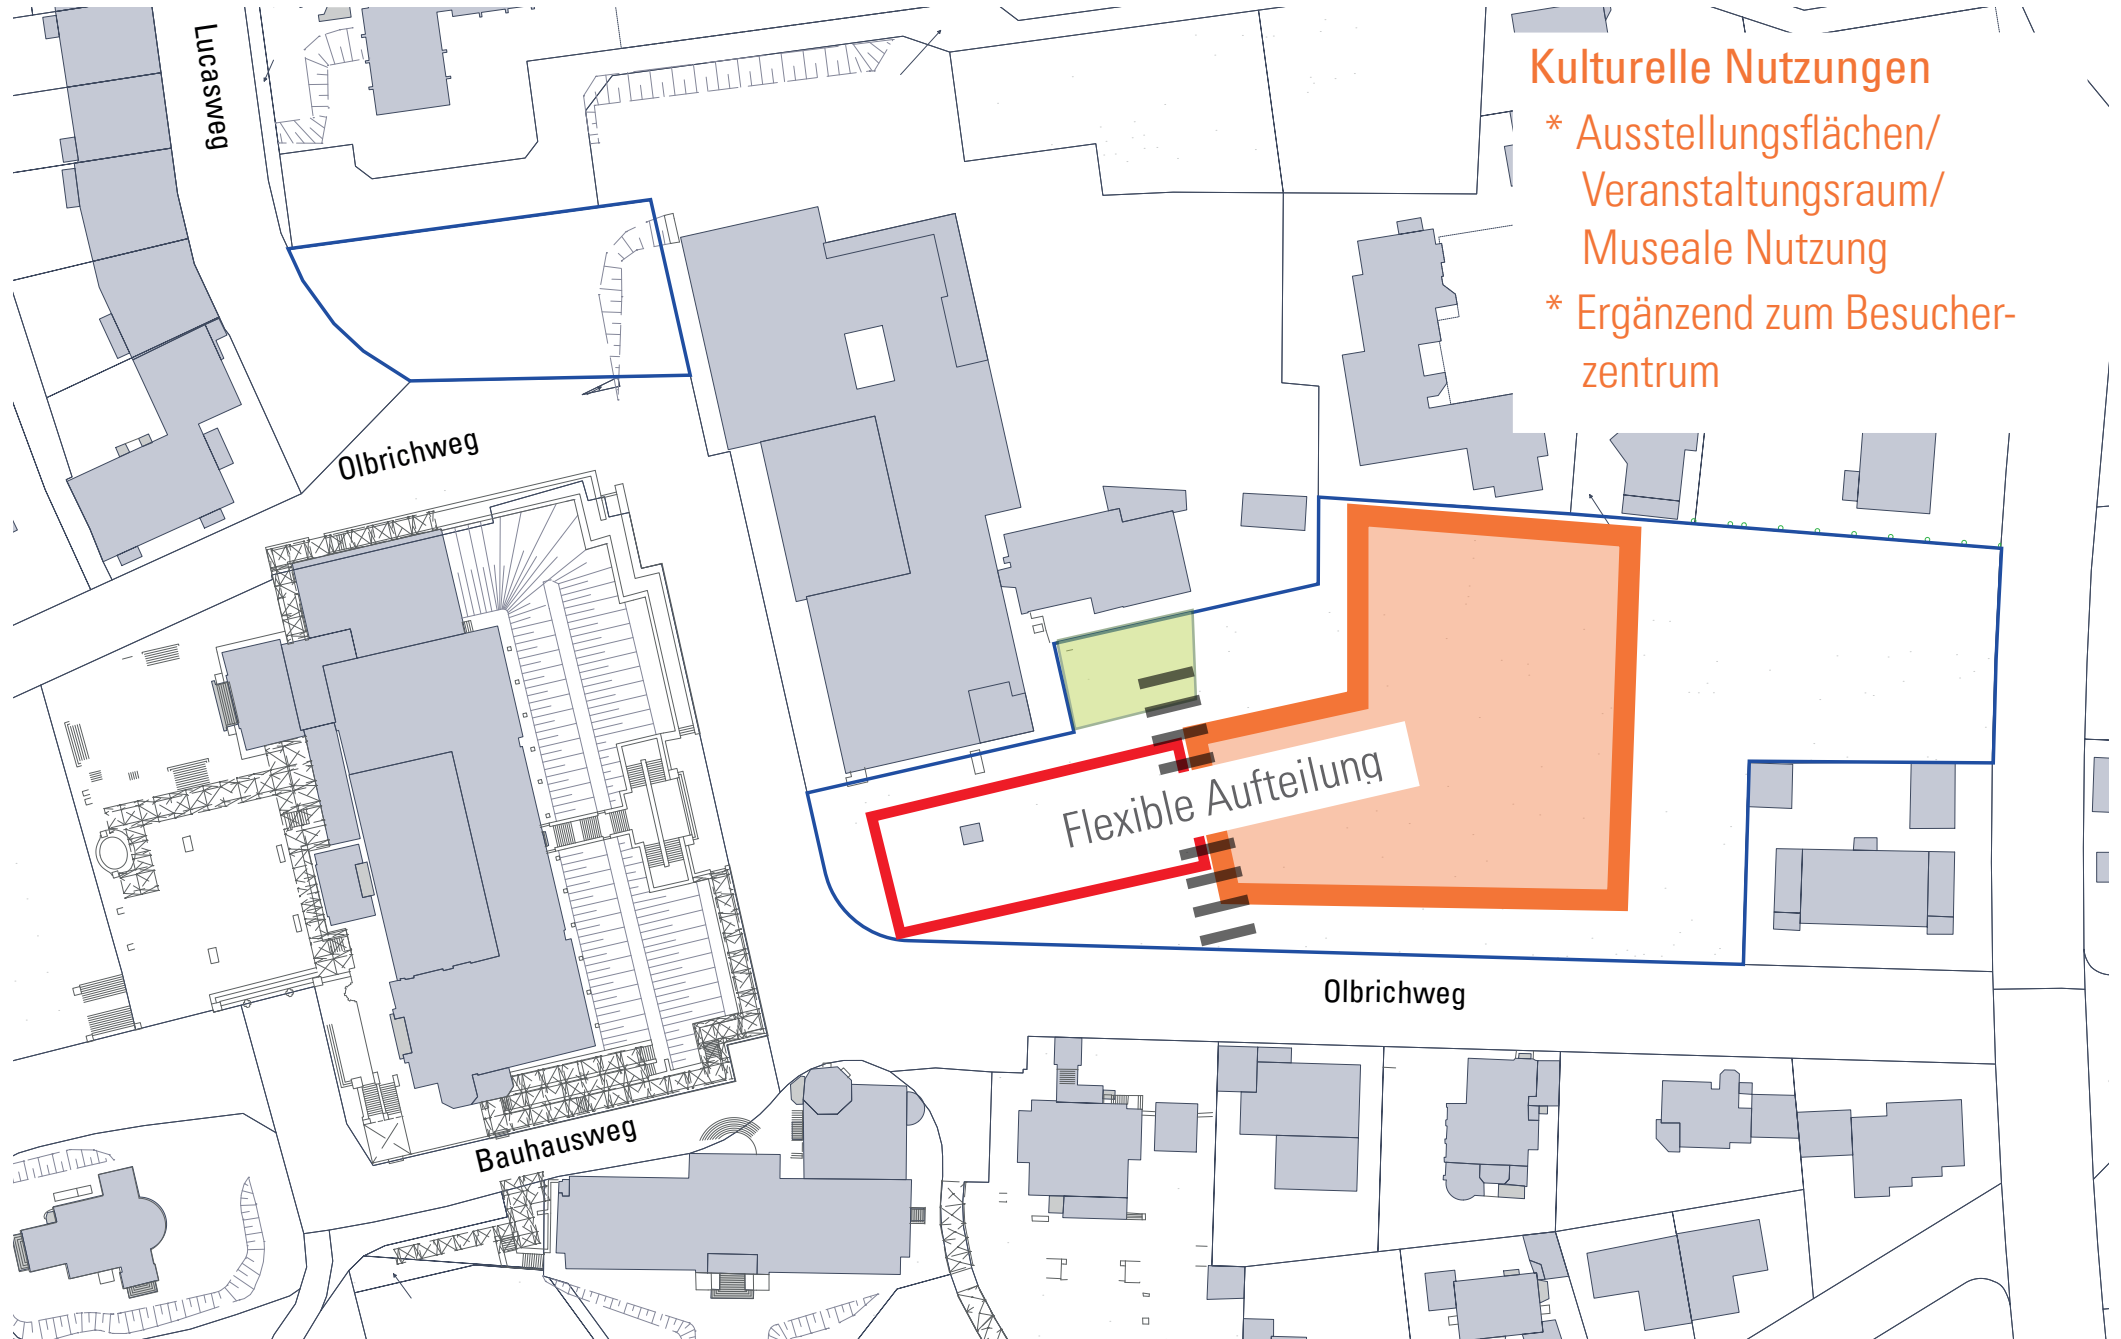 Lucasweg
Kulturelle Nutzungen
* Ausstellungsflächen/
Veranstaltungsraum/
Museale Nutzung
* Ergänzend zum Besucher-
zentrum
Olbrichweg
Flexible Aufteilung
Olbrichweg
Bauhausweg